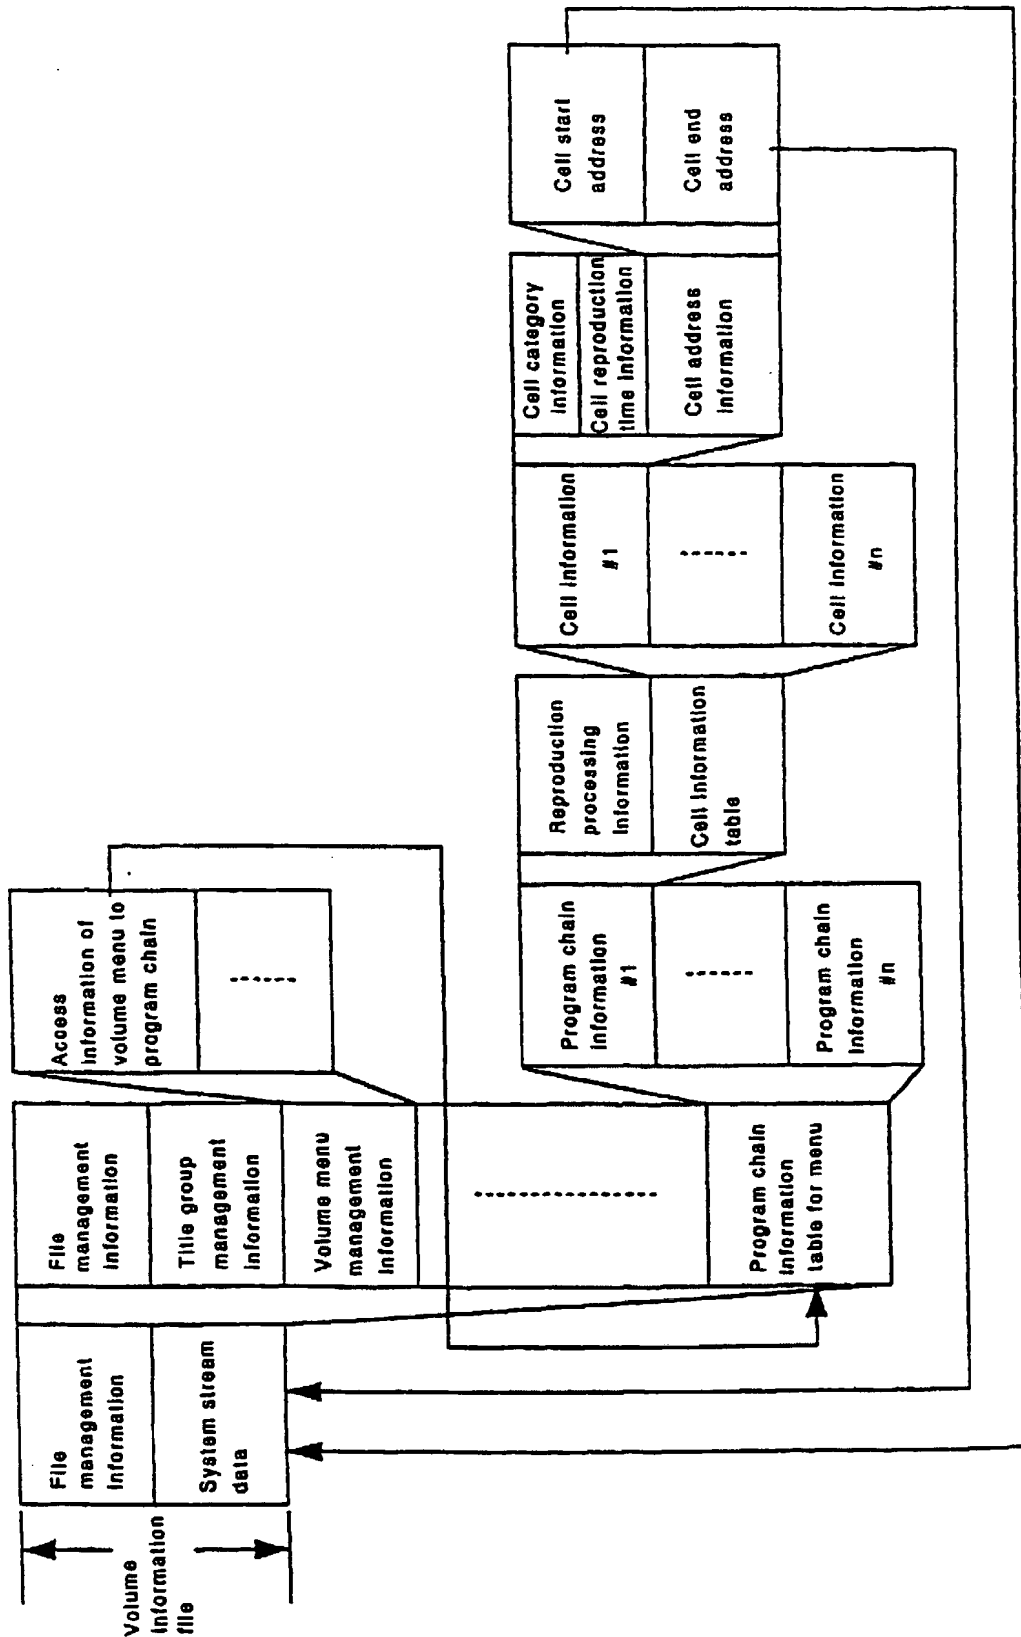 Volume
Information
file
File
management
Information
System stream
data
File
management
Information
Title group
management
Information
Volume menu
management
Information
Program chain
Information
table for menu
Access
Information of
volume menu to
program chain
Program chain
Information
#1
Program chain
Information
#n
Reproduction
processing
Information
Cell Information
table
Cell Information
#1
Cell Information
#n
Cell category
Information
Cell reproduction
time Information
Cell address
Information
Cell start
address
Cell end
address